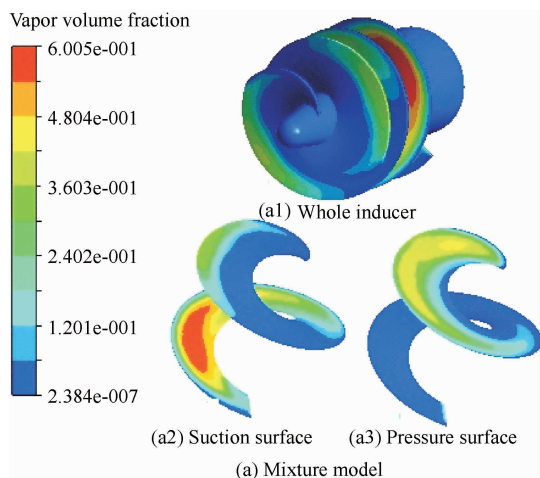 Vapor volume fraction
6.005e-001
4.804e-001
3.603e-001
2.402e-001
1.201e-001
2.384e-007
(a1) Whole inducer
(a2) Suction surface
(a3) Pressure surface
(a) Mixture model